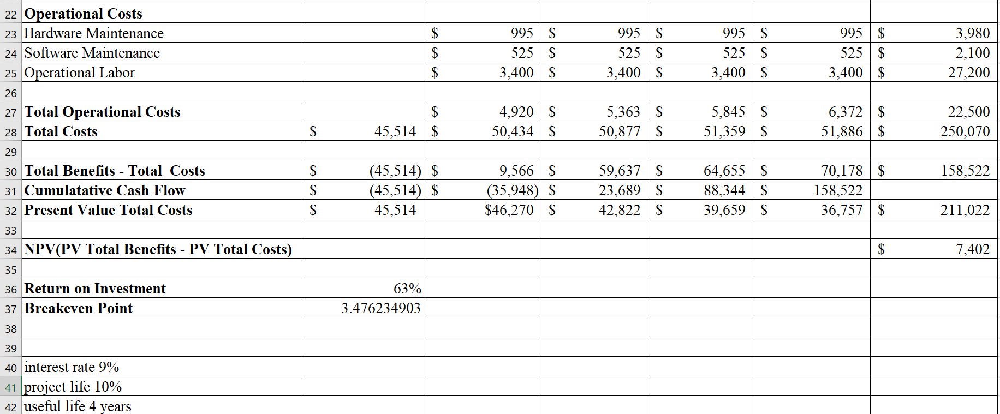 22 Operational Costs
23 Hardware Maintenance $ 995 $ 995 $ 995 $ 995 $ 3,980
24 Software Maintenance $ 525 $ 525 $ 525 $ 525 $ 2,100
25 Operational Labor $ 3,400 $ 3,400 $ 3,400 $ 3,400 $ 27,200
26
27 Total Operational Costs $ 4,920 $ 5,363 $ 5,845 $ 6,372 $ 22,500
28 Total Costs $ 45,514 $ 50,434 $ 50,877 $ 51,359 $ 51,886 $ 250,070
29
30 Total Benefits - Total Costs $ (45,514) $ 9,566 $ 59,637 $ 64,655 $ 70,178 $ 158,522
31 Cumulatative Cash Flow $ (45,514) $ (35,948) $ 23,689 $ 88,344 $ 158,522
32 Present Value Total Costs $ 45,514 $46,270 $ 42,822 $ 39,659 $ 36,757 $ 211,022
33
34 NPV(PV Total Benefits - PV Total Costs) $ 7,402
35
36 Return on Investment 63%
37 Breakeven Point 3.476234903
38
39
40 interest rate 9%
41 project life 10%
42 useful life 4 years